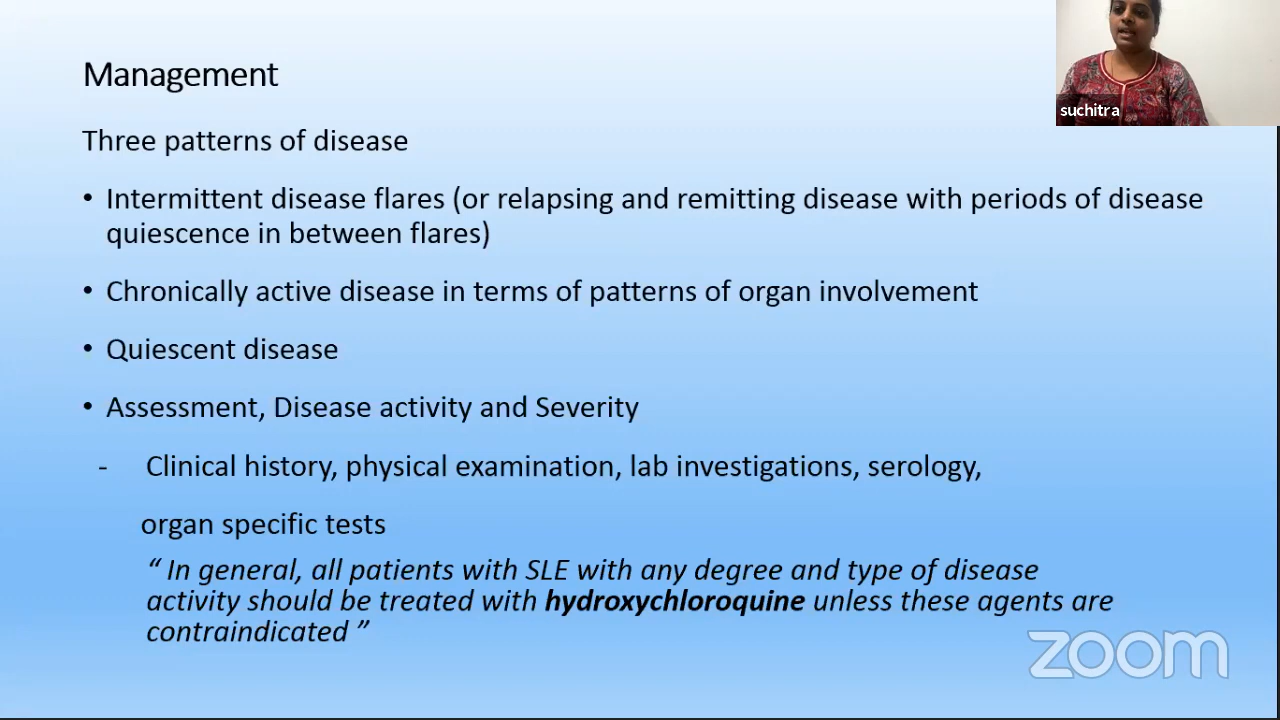 Management
suchitra
Three patterns of disease
• Intermittent disease flares (or relapsing and remitting disease with periods of disease
quiescence in between flares)
• Chronically active disease in terms of patterns of organ involvement
• Quiescent disease
• Assessment, Disease activity and Severity
- Clinical history, physical examination, lab investigations, serology,
organ specific tests
“ In general, all patients with SLE with any degree and type of disease
activity should be treated with hydroxychloroquine unless these agents are
contraindicated ”
zoom